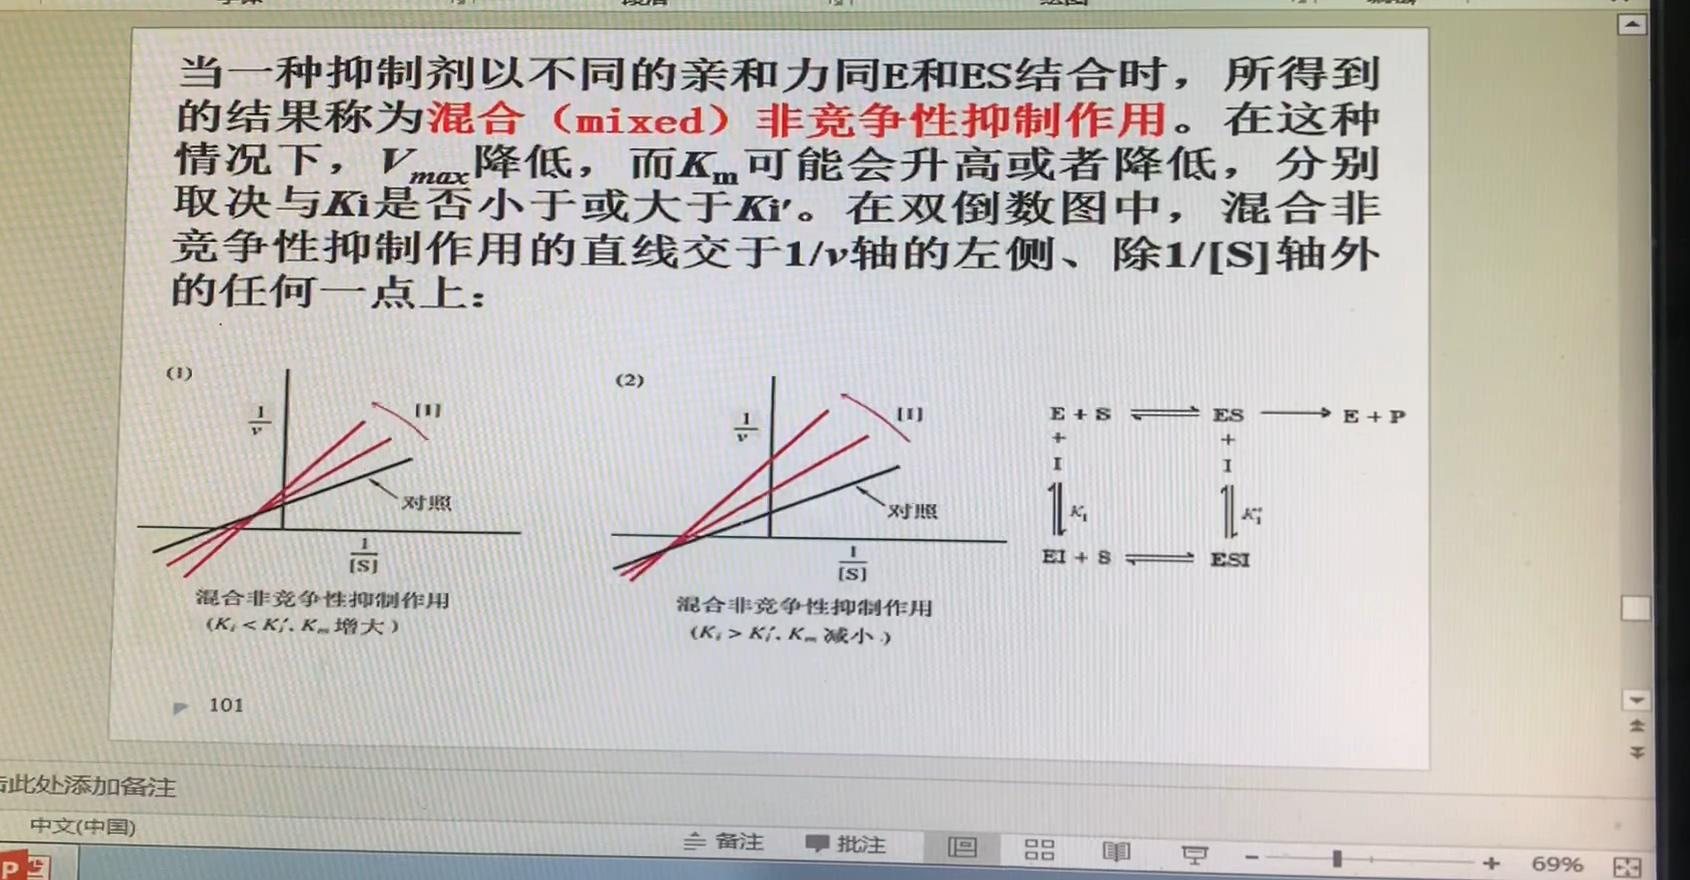 当一种抑制剂以不同的亲和力同E和ES结合时，所得到
的结果称为混合（mixed）非竞争性抑制作用。在这种
情况下，Vmax降低，而Km可能会升高或者降低，分别
取决与Ki是否小于或大于Ki′。在双倒数图中，混合非
竞争性抑制作用的直线交于1/v轴的左侧、除1/[S]轴外
的任何一点上：
(1)
1/v
[I]
对照
1/[S]
混合非竞争性抑制作用
(Ki < Ki′, Km 增大)
(2)
1/v
[I]
对照
1/[S]
混合非竞争性抑制作用
(Ki > Ki′, Km 减小)
E + S ⇌ ES → E + P
+ +
I I
KI KI′
EI + S ⇌ ESI
101
此处添加备注
中文(中国)
备注 批注 69%